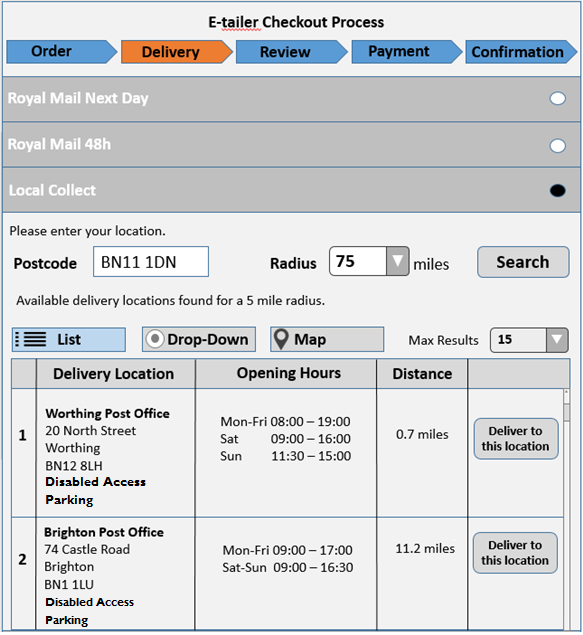 E-tailer Checkout Process
Order Delivery Review Payment Confirmation
Royal Mail Next Day
Royal Mail 48h
Local Collect
Please enter your location.
Postcode BN11 1DN Radius 75 miles Search
Available delivery locations found for a 5 mile radius.
List Drop-Down Map Max Results 15
Delivery Location Opening Hours Distance
1
Worthing Post Office
20 North Street
Worthing
BN12 8LH
Disabled Access
Parking
Mon-Fri 08:00 – 19:00
Sat 09:00 – 16:00
Sun 11:30 – 15:00
0.7 miles
Deliver to
this location
2
Brighton Post Office
74 Castle Road
Brighton
BN1 1LU
Disabled Access
Parking
Mon-Fri 09:00 – 17:00
Sat-Sun 09:00 – 16:30
11.2 miles
Deliver to
this location